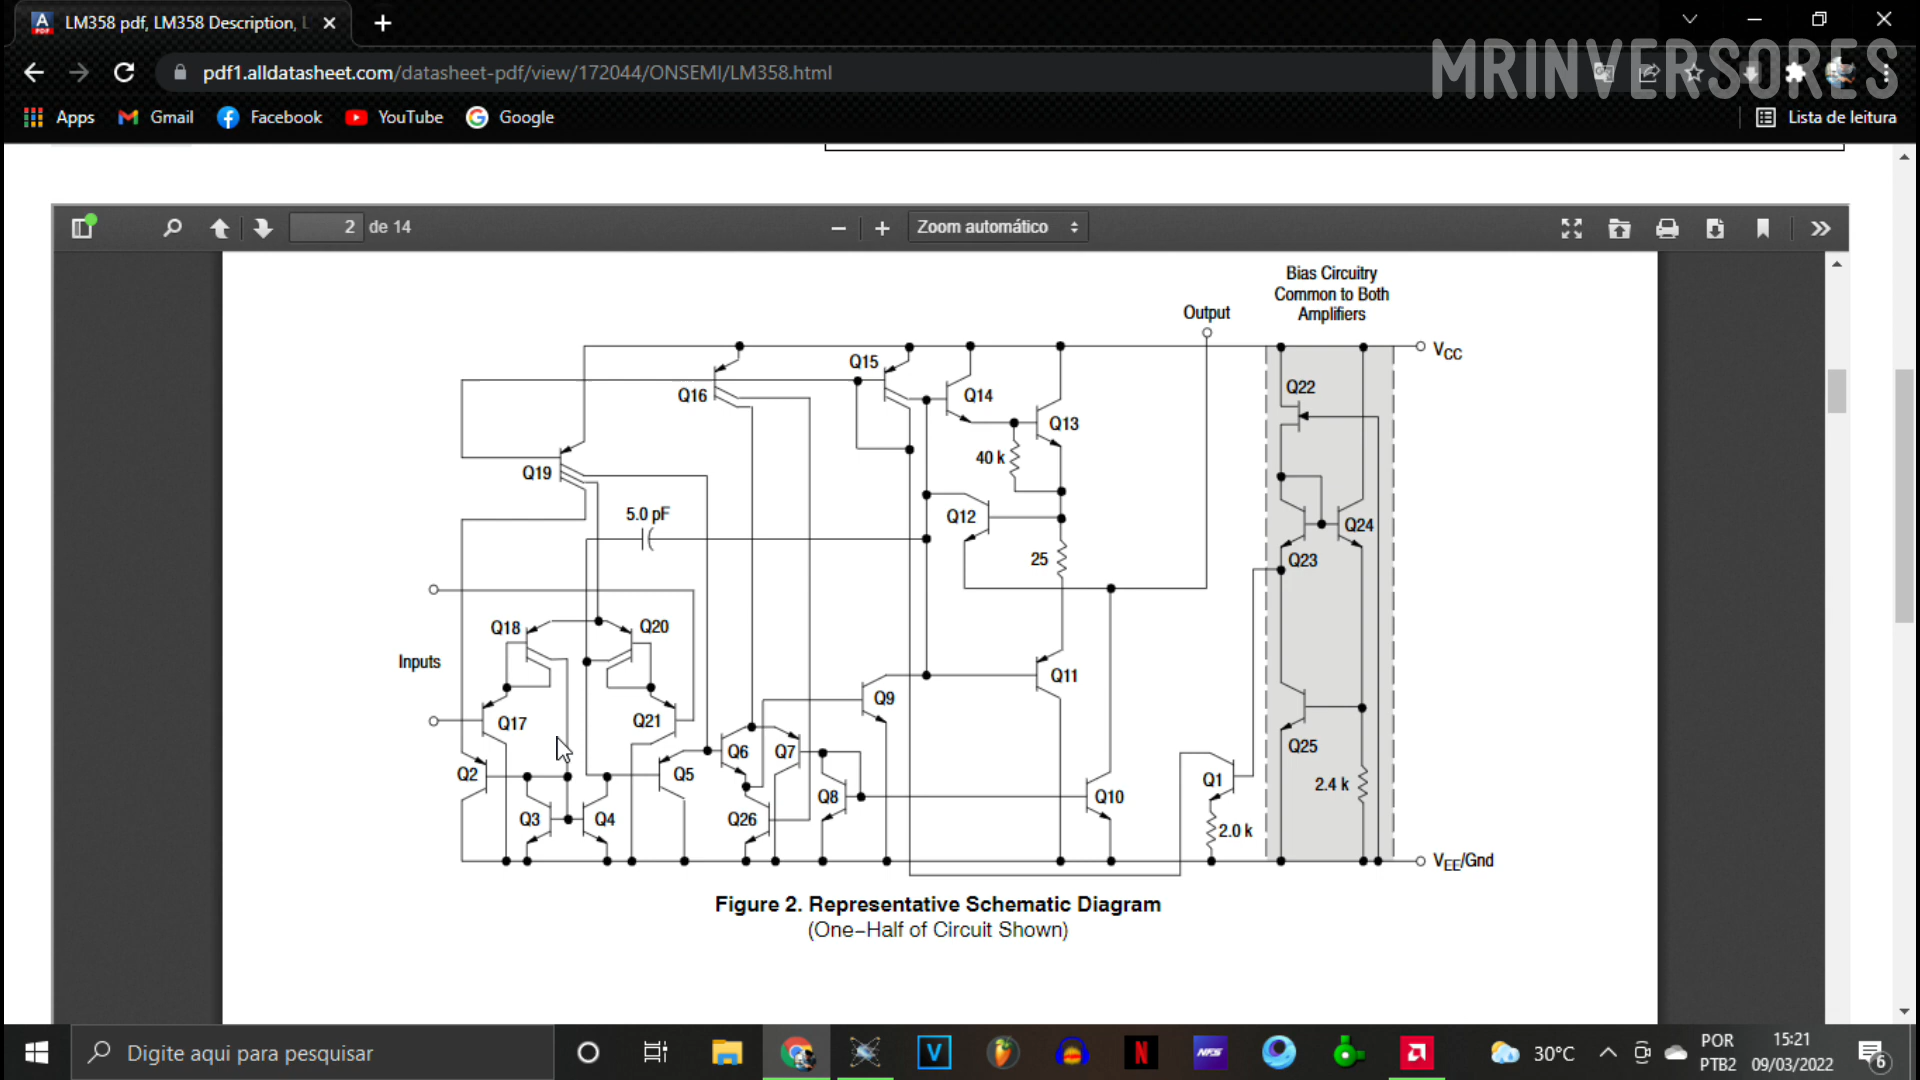 LM358 pdf, LM358 Description, L
MRINVERSORES
pdf1.alldatasheet.com/datasheet-pdf/view/172044/ONSEMI/LM358.html
Apps Gmail Facebook YouTube Google Lista de leitura
2 de 14 Zoom automático
Bias Circuitry
Common to Both
Amplifiers
Output
VCC
Q15
Q22
Q16
Q14
Q13
40 k
Q19
5.0 pF
Q12
Q24
25
Q23
Q18
Q20
Inputs
Q11
Q9
Q17
Q21
Q25
Q2
Q5
Q6
Q7
Q1
2.4 k
Q8
Q10
Q3
Q4
Q26
2.0 k
VEE/Gnd
Figure 2. Representative Schematic Diagram
(One−Half of Circuit Shown)
Digite aqui para pesquisar
V
N
NFS
30°C
POR
PTB2
15:21
09/03/2022
6